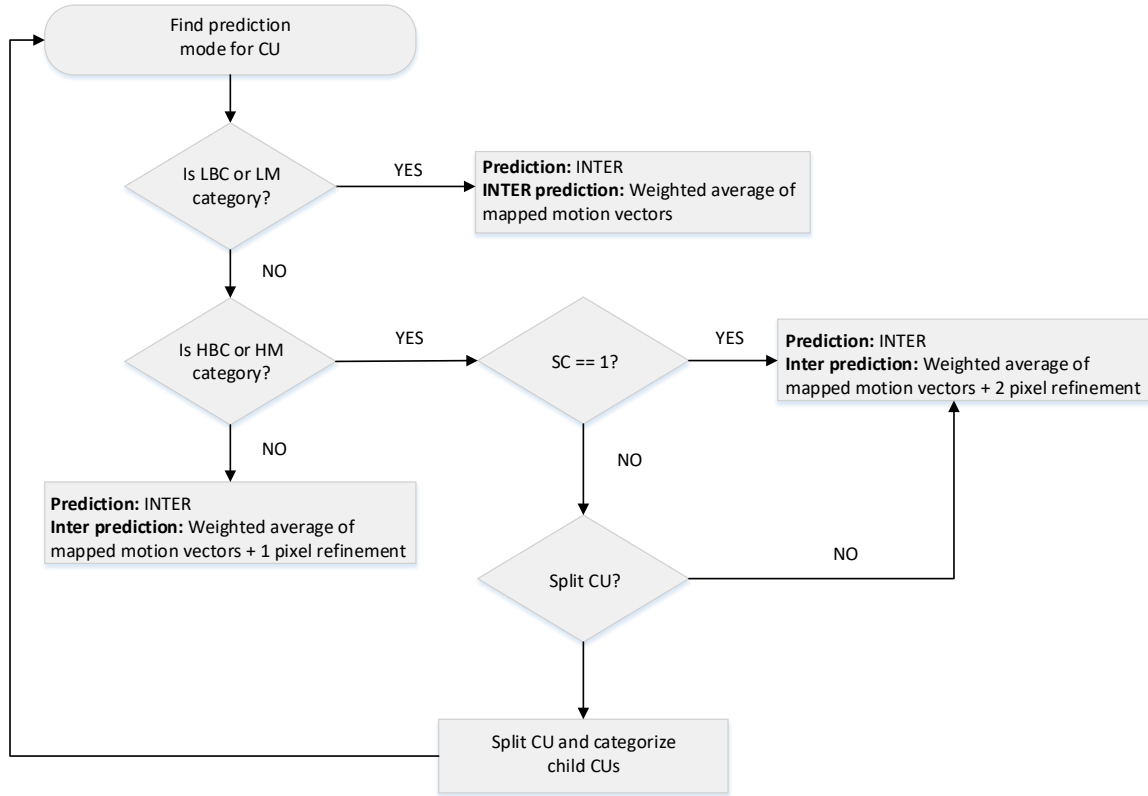 Find prediction
mode for CU
Is LBC or LM
category?
YES
Prediction: INTER
INTER prediction: Weighted average of
mapped motion vectors
NO
Is HBC or HM
category?
YES
SC == 1?
YES
Prediction: INTER
Inter prediction: Weighted average of
mapped motion vectors + 2 pixel refinement
NO
Prediction: INTER
Inter prediction: Weighted average of
mapped motion vectors + 1 pixel refinement
NO
Split CU?
NO
Split CU and categorize
child CUs